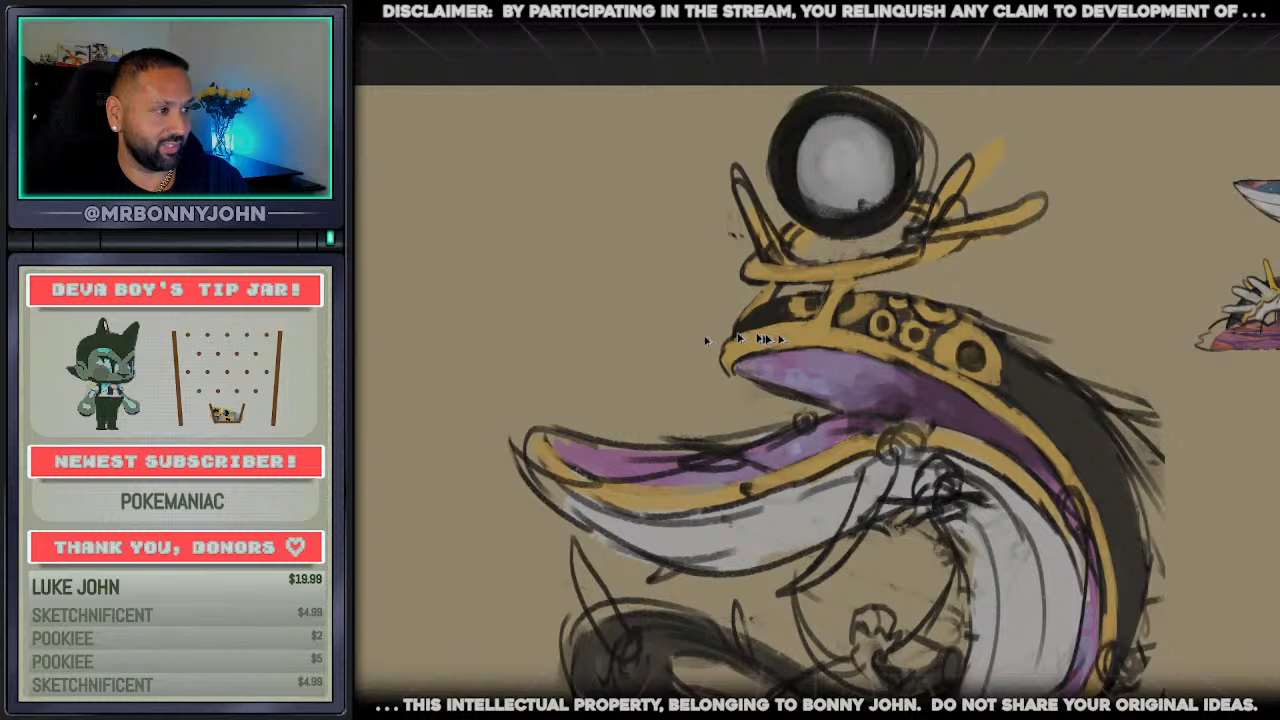 DISCLAIMER: BY PARTICIPATING IN THE STREAM, YOU RELINQUISH ANY CLAIM TO DEVELOPMENT OF . . .
@MRBONNYJOHN
DEVA BOY'S TIP JAR!
NEWEST SUBSCRIBER!
POKEMANIAC
THANK YOU, DONORS ♡
LUKE JOHN $19.99
SKETCHNIFICENT $4.99
POOKIEE $2
POOKIEE $5
SKETCHNIFICENT $4.99
. . . THIS INTELLECTUAL PROPERTY, BELONGING TO BONNY JOHN. DO NOT SHARE YOUR ORIGINAL IDEAS.